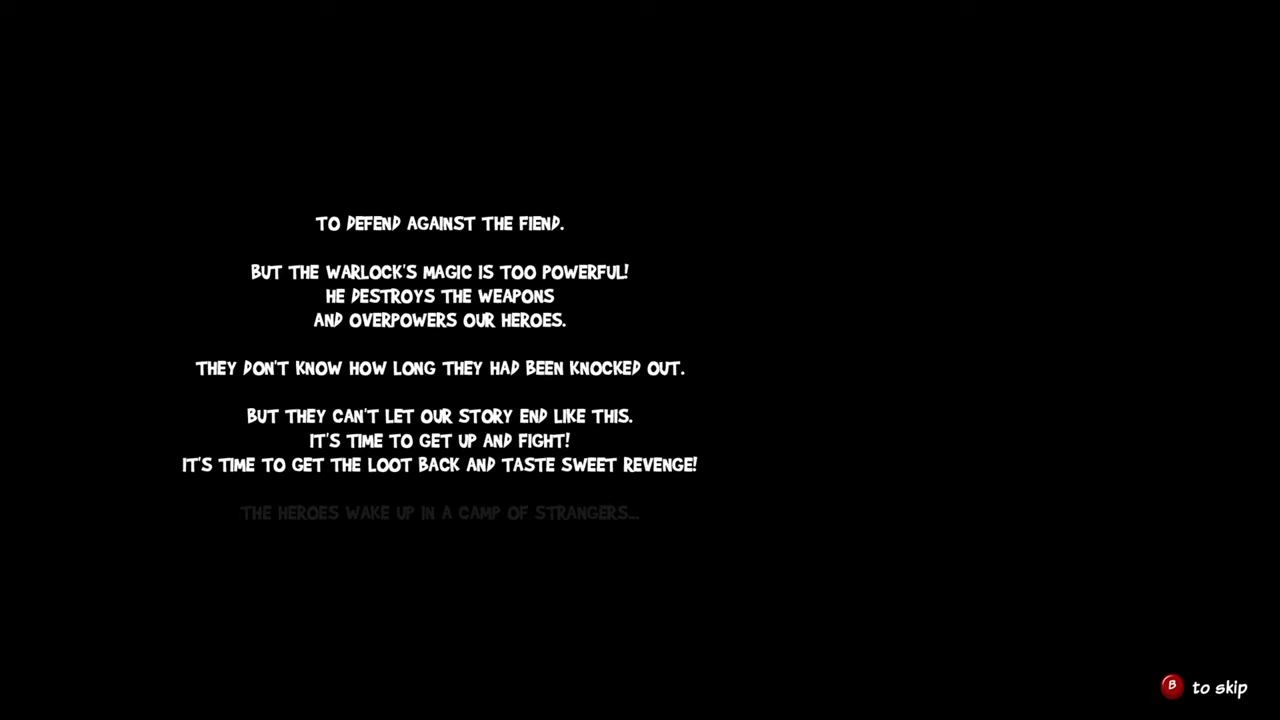 TO DEFEND AGAINST THE FIEND.
BUT THE WARLOCK'S MAGIC IS TOO POWERFUL!
HE DESTROYS THE WEAPONS
AND OVERPOWERS OUR HEROES.
THEY DON'T KNOW HOW LONG THEY HAD BEEN KNOCKED OUT.
BUT THEY CAN'T LET OUR STORY END LIKE THIS.
IT'S TIME TO GET UP AND FIGHT!
IT'S TIME TO GET THE LOOT BACK AND TASTE SWEET REVENGE!
THE HEROES WAKE UP IN A CAMP OF STRANGERS...
B to skip